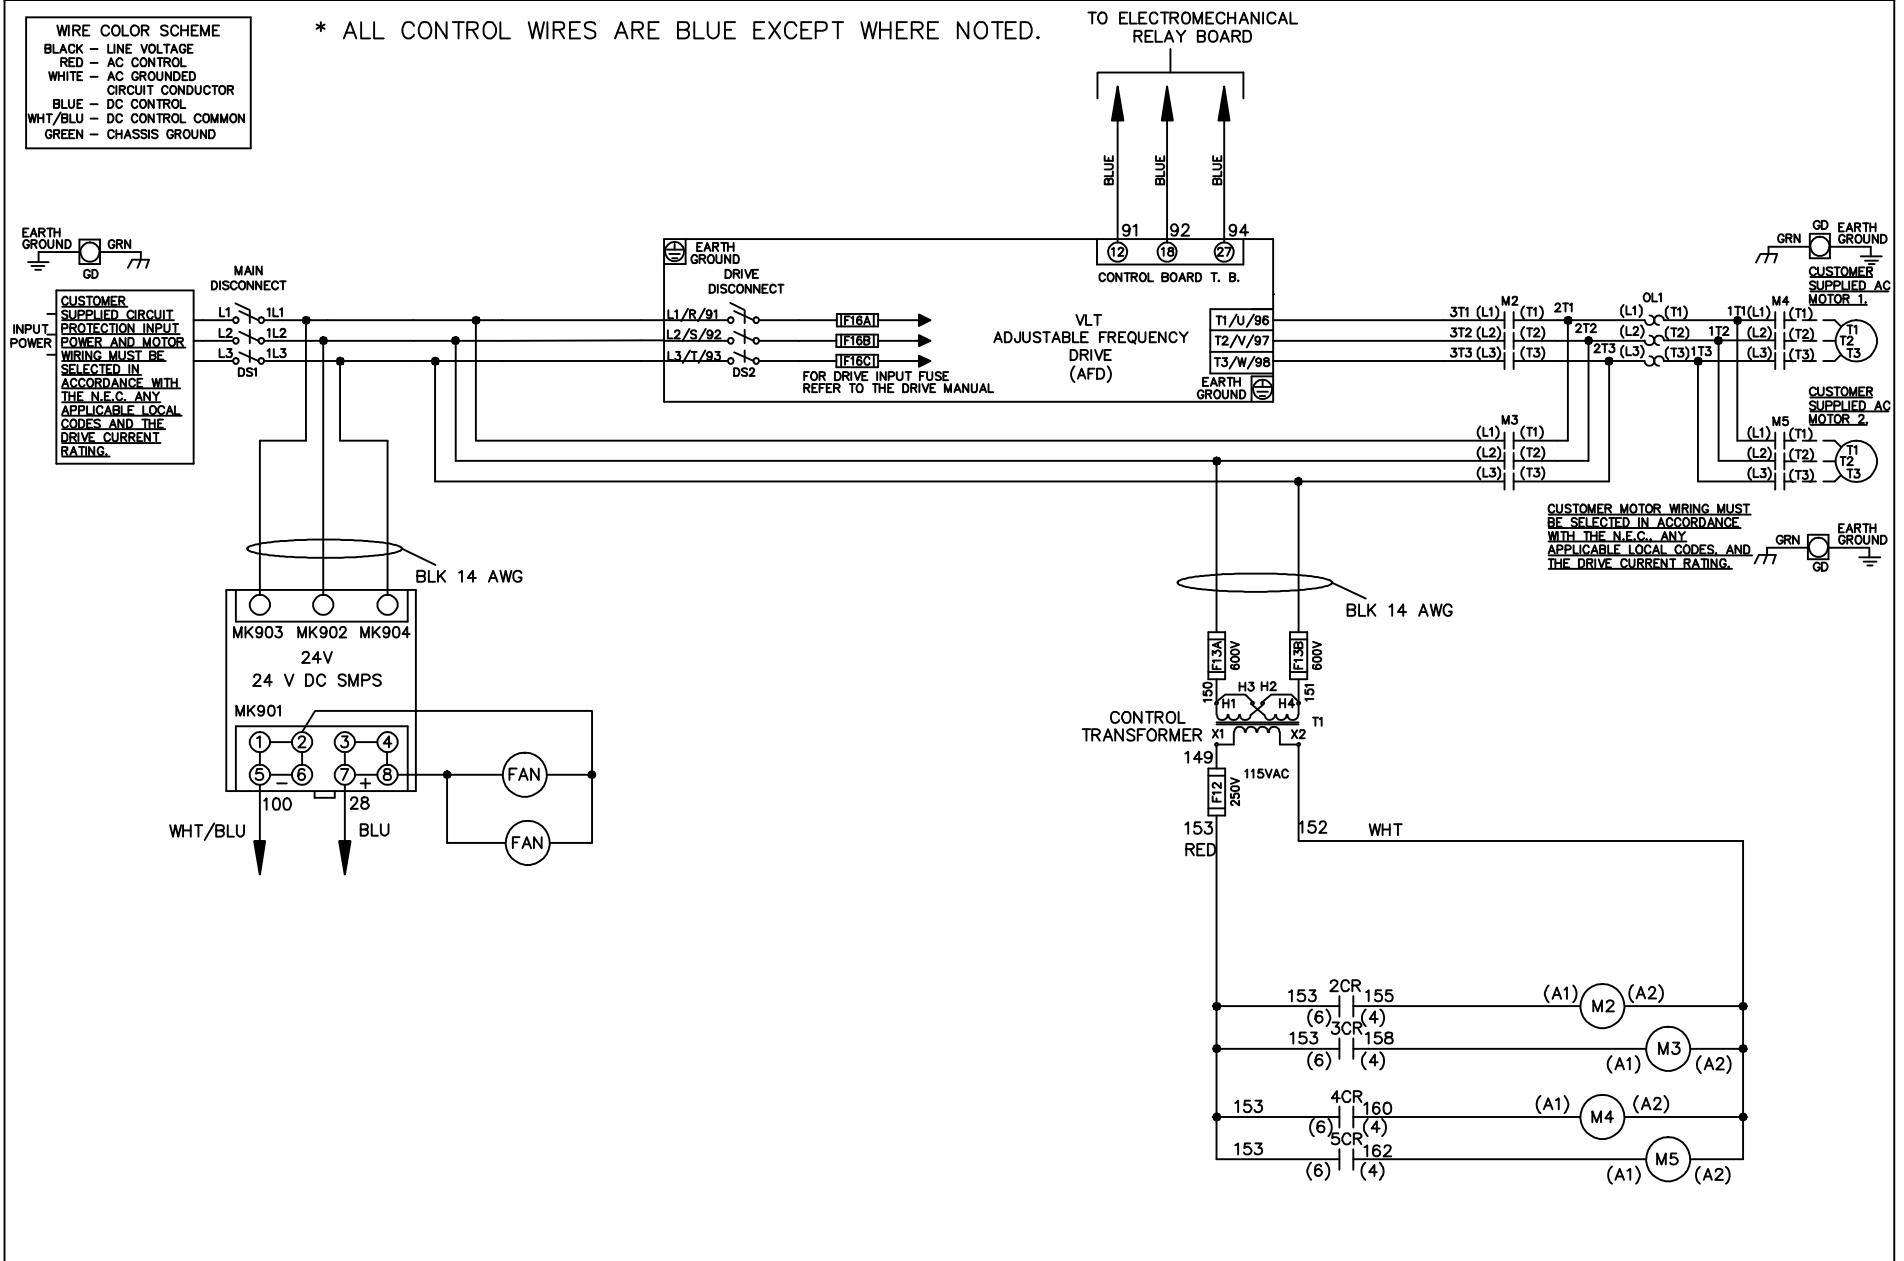 WIRE COLOR SCHEME
BLACK – LINE VOLTAGE
RED – AC CONTROL
WHITE – AC GROUNDED
CIRCUIT CONDUCTOR
BLUE – DC CONTROL
WHT/BLU – DC CONTROL COMMON
GREEN – CHASSIS GROUND
* ALL CONTROL WIRES ARE BLUE EXCEPT WHERE NOTED.
TO ELECTROMECHANICAL
RELAY BOARD
BLUE
BLUE
BLUE
91
92
94
12
18
27
CONTROL BOARD T. B.
EARTH
GROUND
GRN
GD
INPUT
POWER
CUSTOMER
SUPPLIED CIRCUIT
PROTECTION INPUT
POWER AND MOTOR
WIRING MUST BE
SELECTED IN
ACCORDANCE WITH
THE N.E.C. ANY
APPLICABLE LOCAL
CODES AND THE
DRIVE CURRENT
RATING.
MAIN
DISCONNECT
L1 1L1
L2 1L2
L3 1L3
DS1
EARTH
GROUND
DRIVE
DISCONNECT
L1/R/91
L2/S/92
L3/T/93
DS2
IF16A
IF16B
IF16C
FOR DRIVE INPUT FUSE
REFER TO THE DRIVE MANUAL
VLT
ADJUSTABLE FREQUENCY
DRIVE
(AFD)
T1/U/96
T2/V/97
T3/W/98
EARTH
GROUND
M2
3T1 (L1) (T1) 2T1
3T2 (L2) (T2) 2T2
3T3 (L3) (T3) 2T3
OL1
(L1) (T1) 1T1
(L2) (T2) 1T2
(L3) (T3) 1T3
M4
(L1) (T1)
(L2) (T2)
(L3) (T3)
T1
T2
T3
GRN
GD
EARTH
GROUND
CUSTOMER
SUPPLIED AC
MOTOR 1.
M3
(L1) (T1)
(L2) (T2)
(L3) (T3)
M5
(L1) (T1)
(L2) (T2)
(L3) (T3)
T1
T2
T3
CUSTOMER
SUPPLIED AC
MOTOR 2.
CUSTOMER MOTOR WIRING MUST
BE SELECTED IN ACCORDANCE
WITH THE N.E.C., ANY
APPLICABLE LOCAL CODES, AND
THE DRIVE CURRENT RATING.
GRN
GD
EARTH
GROUND
BLK 14 AWG
MK903 MK902 MK904
24V
24 V DC SMPS
MK901
1 2 3 4
5 – 6 7 + 8
100
28
WHT/BLU
BLU
FAN
FAN
BLK 14 AWG
F13A
600V
F13B
600V
150
151
H3 H2
H1 H4
CONTROL
TRANSFORMER
T1
X1 X2
149
115VAC
F12
250V
153
RED
152
WHT
2CR
153 155
(6) (4)
(A1) M2 (A2)
3CR
153 158
(6) (4)
(A1) M3 (A2)
4CR
153 160
(6) (4)
(A1) M4 (A2)
5CR
153 162
(6) (4)
(A1) M5 (A2)